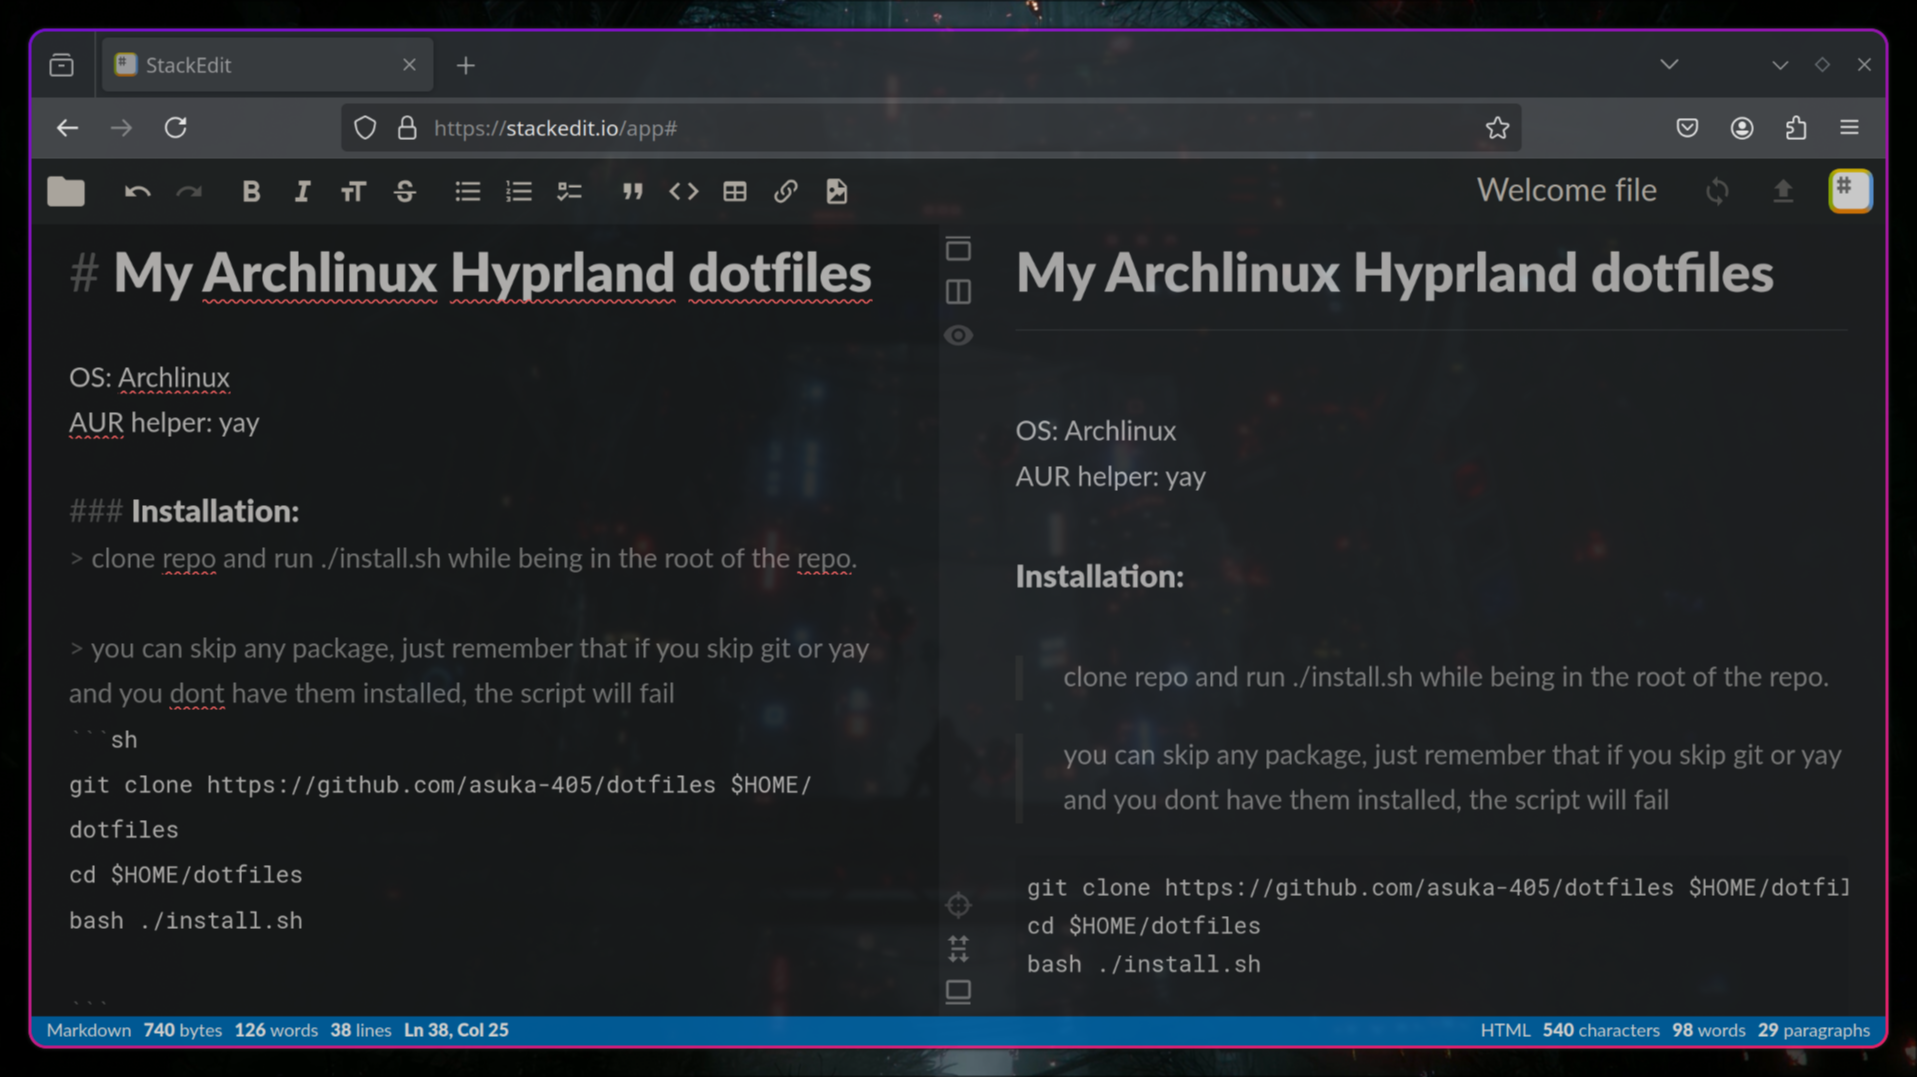 StackEdit
https://stackedit.io/app#
Welcome file
# My Archlinux Hyprland dotfiles
OS: Archlinux
AUR helper: yay
### Installation:
> clone repo and run ./install.sh while being in the root of the repo.
> you can skip any package, just remember that if you skip git or yay
and you dont have them installed, the script will fail
```sh
git clone https://github.com/asuka-405/dotfiles $HOME/
dotfiles
cd $HOME/dotfiles
bash ./install.sh
```
My Archlinux Hyprland dotfiles
OS: Archlinux
AUR helper: yay
Installation:
clone repo and run ./install.sh while being in the root of the repo.
you can skip any package, just remember that if you skip git or yay
and you dont have them installed, the script will fail
git clone https://github.com/asuka-405/dotfiles $HOME/dotfil
cd $HOME/dotfiles
bash ./install.sh
Markdown 740 bytes 126 words 38 lines Ln 38, Col 25
HTML 540 characters 98 words 29 paragraphs